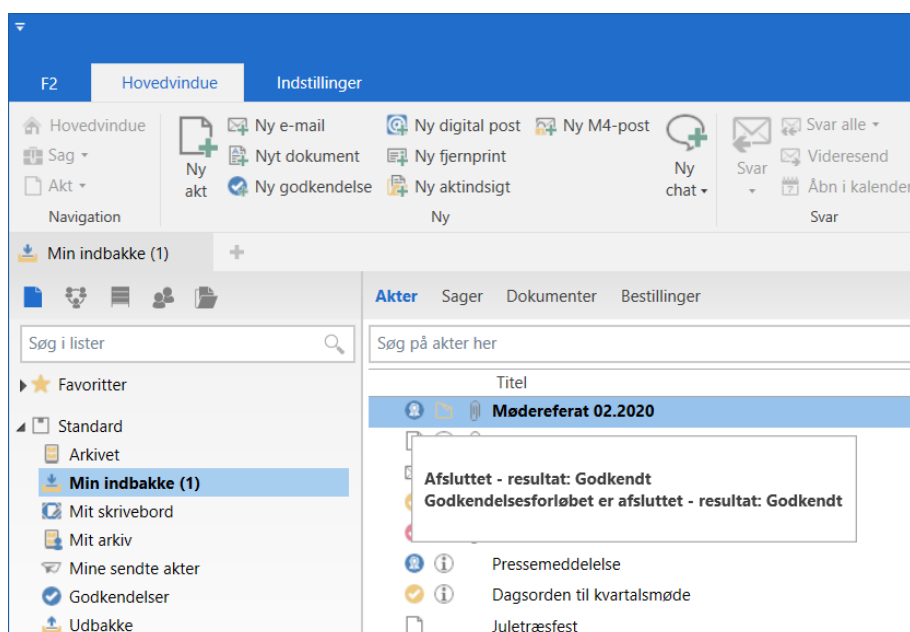 F2 Hovedvindue Indstillinger
Hovedvindue
Sag
Akt
Navigation
Ny akt
Ny e-mail
Nyt dokument
Ny godkendelse
Ny digital post
Ny fjernprint
Ny aktindsigt
Ny M4-post
Ny chat
Ny
Svar
Svar alle
Videresend
Åbn i kalender
Svar
Min indbakke (1)
Søg i lister
Favoritter
Standard
Arkivet
Min indbakke (1)
Mit skrivebord
Mit arkiv
Mine sendte akter
Godkendelser
Udbakke
Akter Sager Dokumenter Bestillinger
Søg på akter her
Titel
Mødereferat 02.2020
Afsluttet - resultat: Godkendt
Godkendelsesforløbet er afsluttet - resultat: Godkendt
Pressemeddelelse
Dagsorden til kvartalsmøde
Juletræsfest